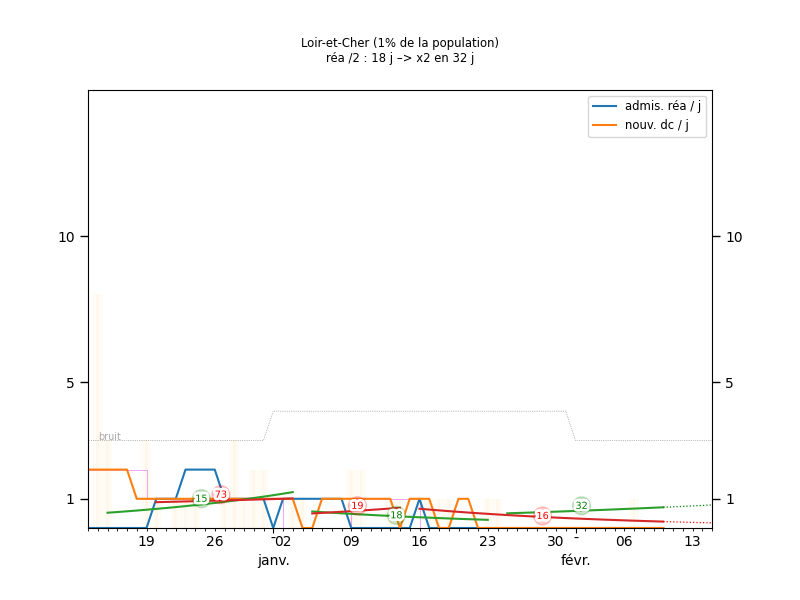 Loir-et-Cher (1% de la population)
réa /2 : 18 j –> x2 en 32 j
admis. réa / j
nouv. dc / j
10 10
5 5
bruit
1 1
15 73 19 18 16 32
19 26 02 09 16 23 30 06 13
janv. févr.